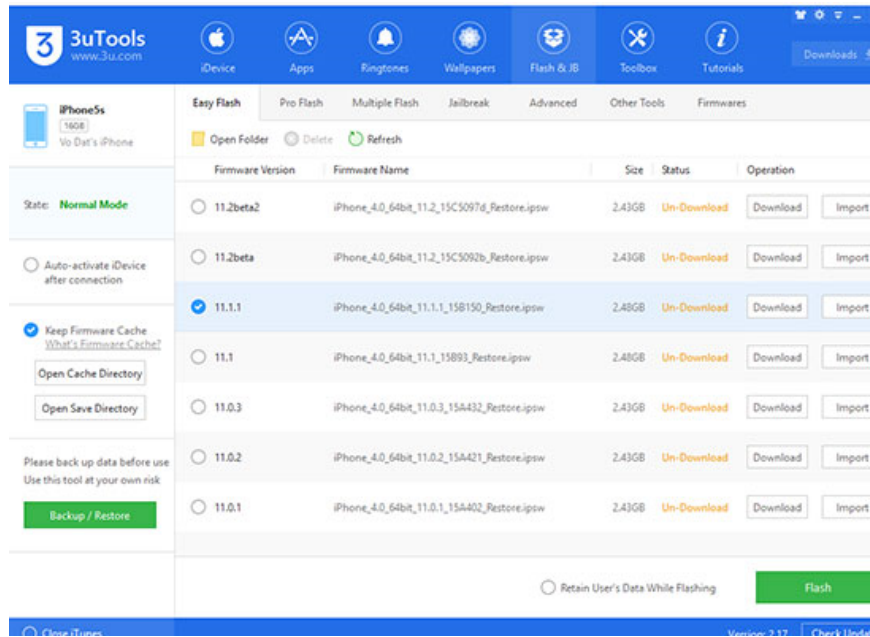 3 3uTools
www.3u.com
iDevice Apps Ringtones Wallpapers Flash & JB Toolbox Tutorials
Downloads
iPhone5s
16GB
Vo Dat's iPhone
State: Normal Mode
Auto-activate iDevice
after connection
Keep Firmware Cache
What's Firmware Cache?
Open Cache Directory
Open Save Directory
Please back up data before use
Use this tool at your own risk
Backup / Restore
Easy Flash Pro Flash Multiple Flash Jailbreak Advanced Other Tools Firmwares
Open Folder Delete Refresh
Firmware Version Firmware Name Size Status Operation
11.2beta2 iPhone_4.0_64bit_11.2_15C5097d_Restore.ipsw 2.43GB Un-Download Download Import
11.2beta iPhone_4.0_64bit_11.2_15C5092b_Restore.ipsw 2.43GB Un-Download Download Import
11.1.1 iPhone_4.0_64bit_11.1.1_15B150_Restore.ipsw 2.48GB Un-Download Download Import
11.1 iPhone_4.0_64bit_11.1_15B93_Restore.ipsw 2.48GB Un-Download Download Import
11.0.3 iPhone_4.0_64bit_11.0.3_15A432_Restore.ipsw 2.43GB Un-Download Download Import
11.0.2 iPhone_4.0_64bit_11.0.2_15A421_Restore.ipsw 2.43GB Un-Download Download Import
11.0.1 iPhone_4.0_64bit_11.0.1_15A402_Restore.ipsw 2.43GB Un-Download Download Import
Retain User's Data While Flashing Flash
Close iTunes Version: 2.17 Check Upda